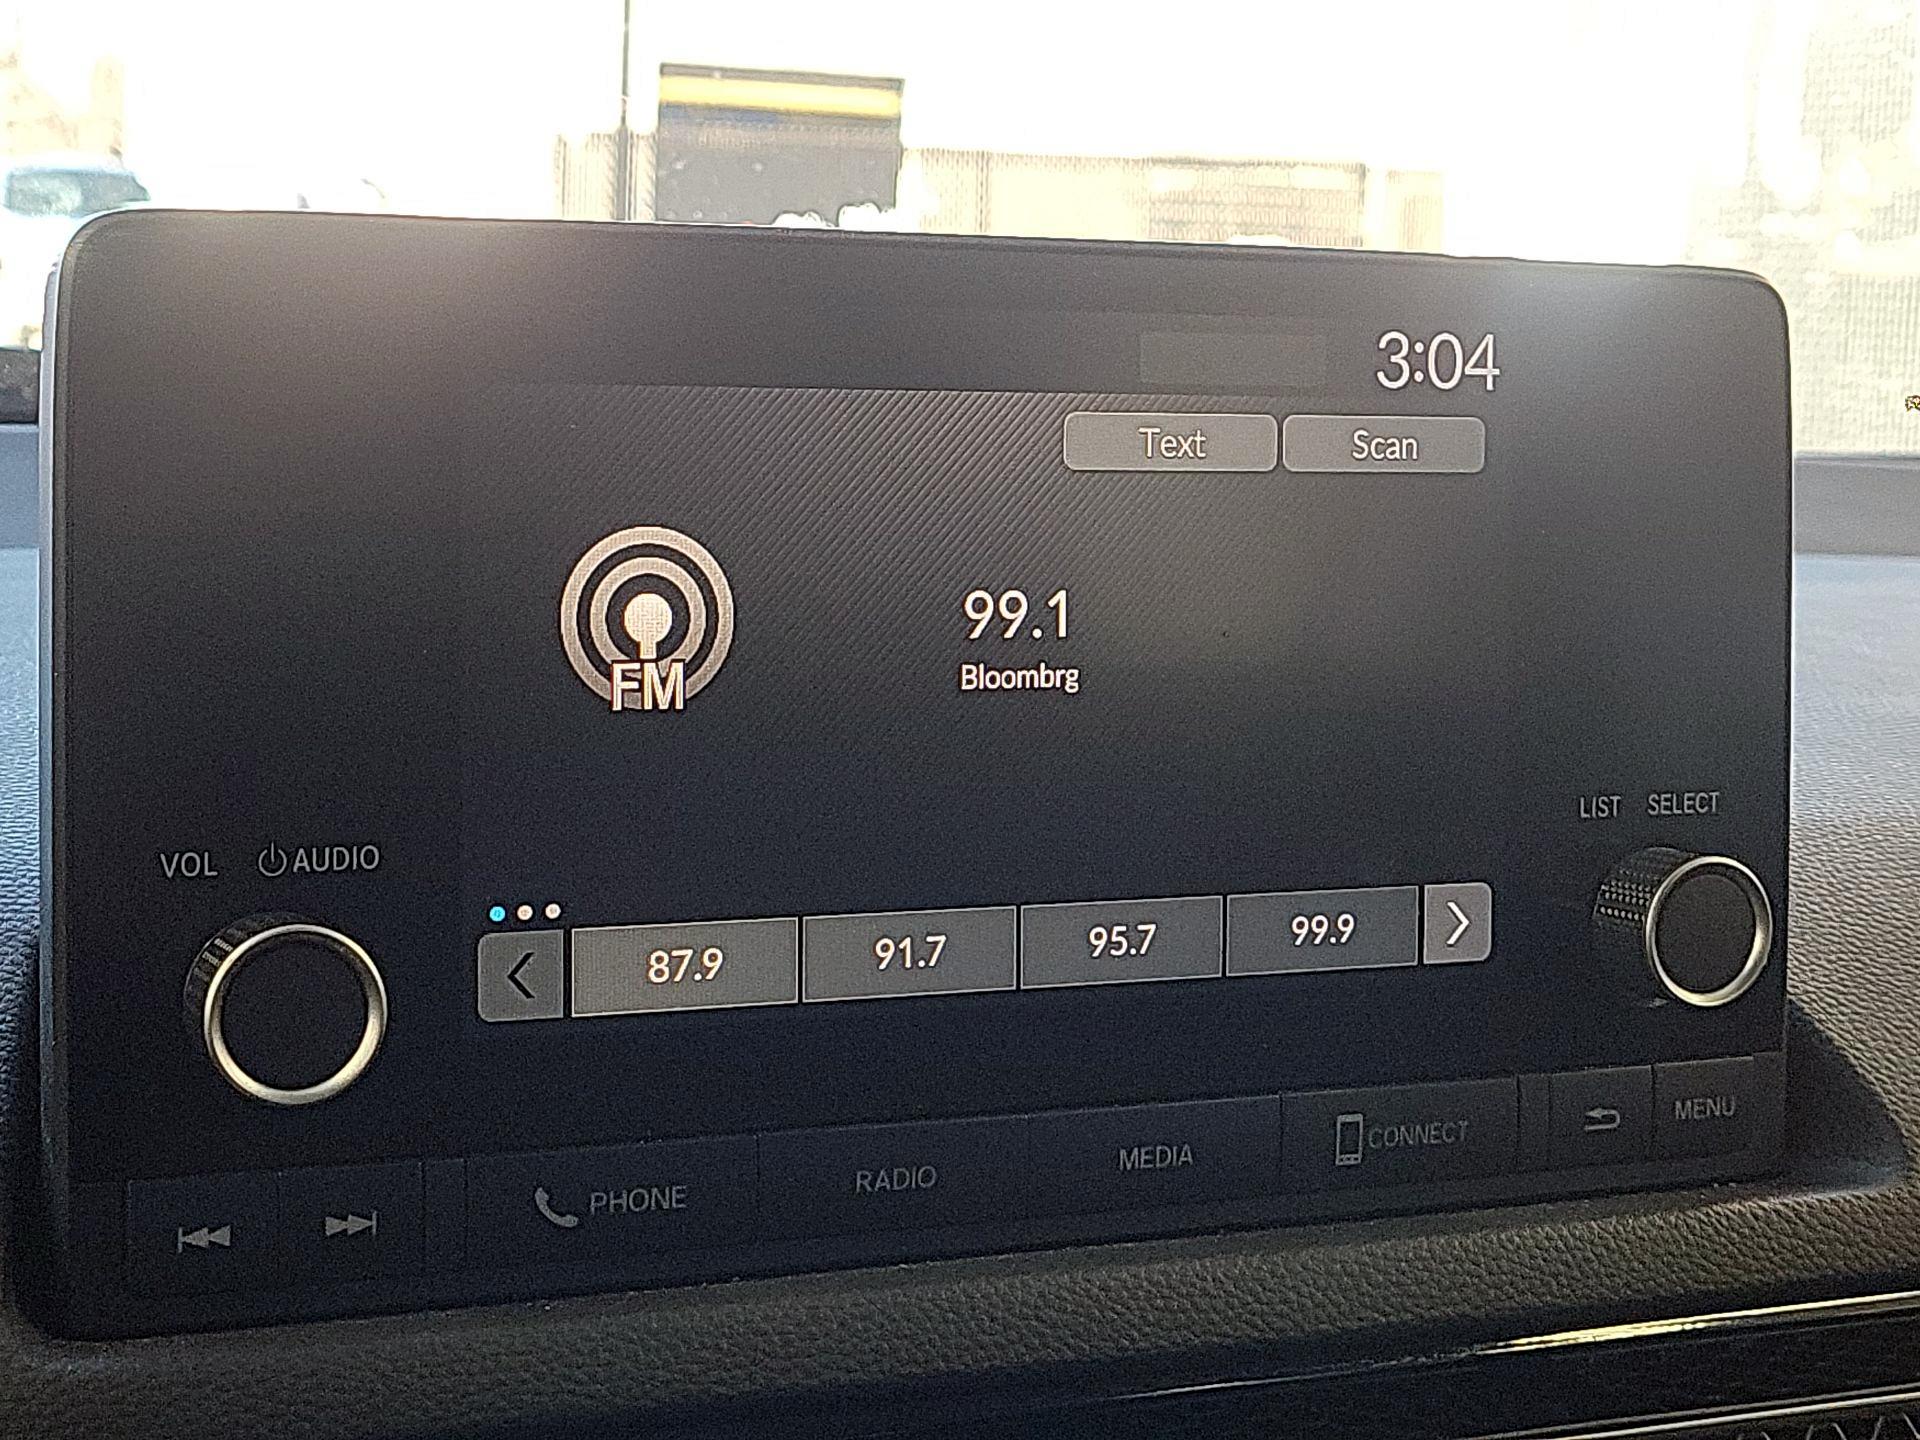 3:04
Text Scan
99.1
FM
Bloombrg
LIST SELECT
VOL AUDIO
87.9 91.7 95.7 99.9
PHONE RADIO MEDIA CONNECT MENU